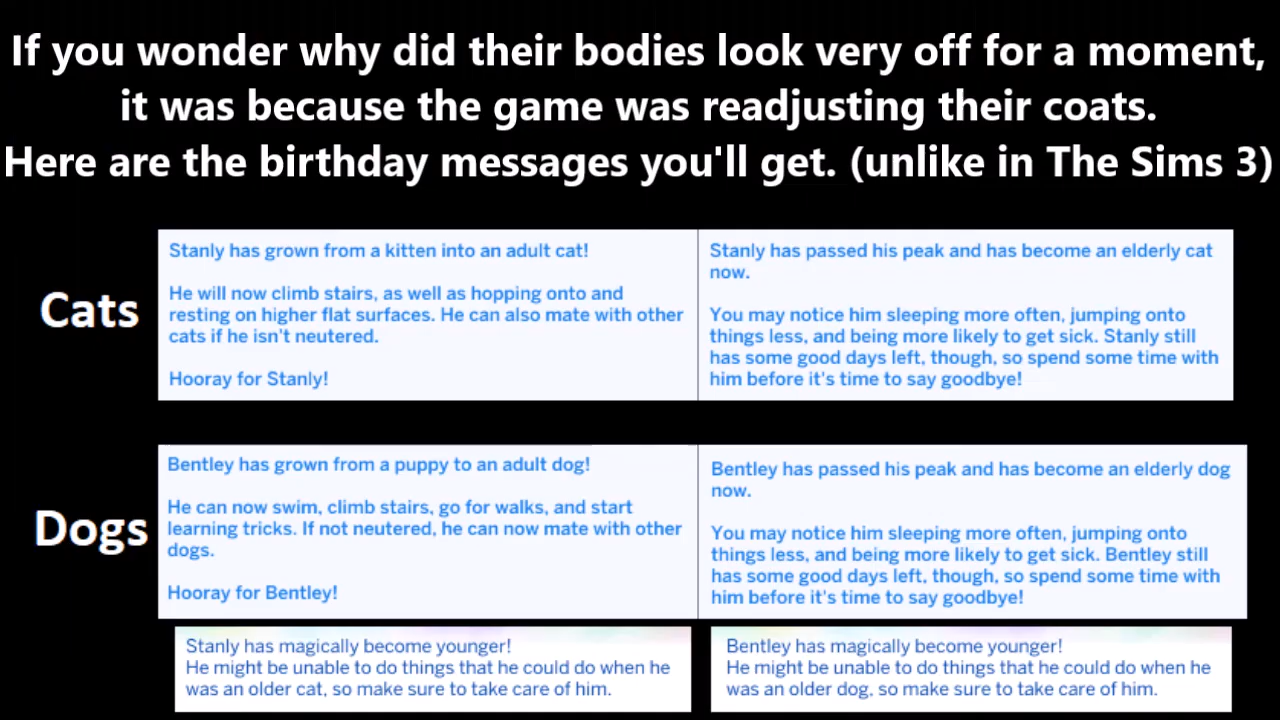 If you wonder why did their bodies look very off for a moment,
it was because the game was readjusting their coats.
Here are the birthday messages you'll get. (unlike in The Sims 3)
Cats
Stanly has grown from a kitten into an adult cat!
He will now climb stairs, as well as hopping onto and
resting on higher flat surfaces. He can also mate with other
cats if he isn't neutered.
Hooray for Stanly!
Stanly has passed his peak and has become an elderly cat
now.
You may notice him sleeping more often, jumping onto
things less, and being more likely to get sick. Stanly still
has some good days left, though, so spend some time with
him before it's time to say goodbye!
Dogs
Bentley has grown from a puppy to an adult dog!
He can now swim, climb stairs, go for walks, and start
learning tricks. If not neutered, he can now mate with other
dogs.
Hooray for Bentley!
Bentley has passed his peak and has become an elderly dog
now.
You may notice him sleeping more often, jumping onto
things less, and being more likely to get sick. Bentley still
has some good days left, though, so spend some time with
him before it's time to say goodbye!
Stanly has magically become younger!
He might be unable to do things that he could do when he
was an older cat, so make sure to take care of him.
Bentley has magically become younger!
He might be unable to do things that he could do when he
was an older dog, so make sure to take care of him.